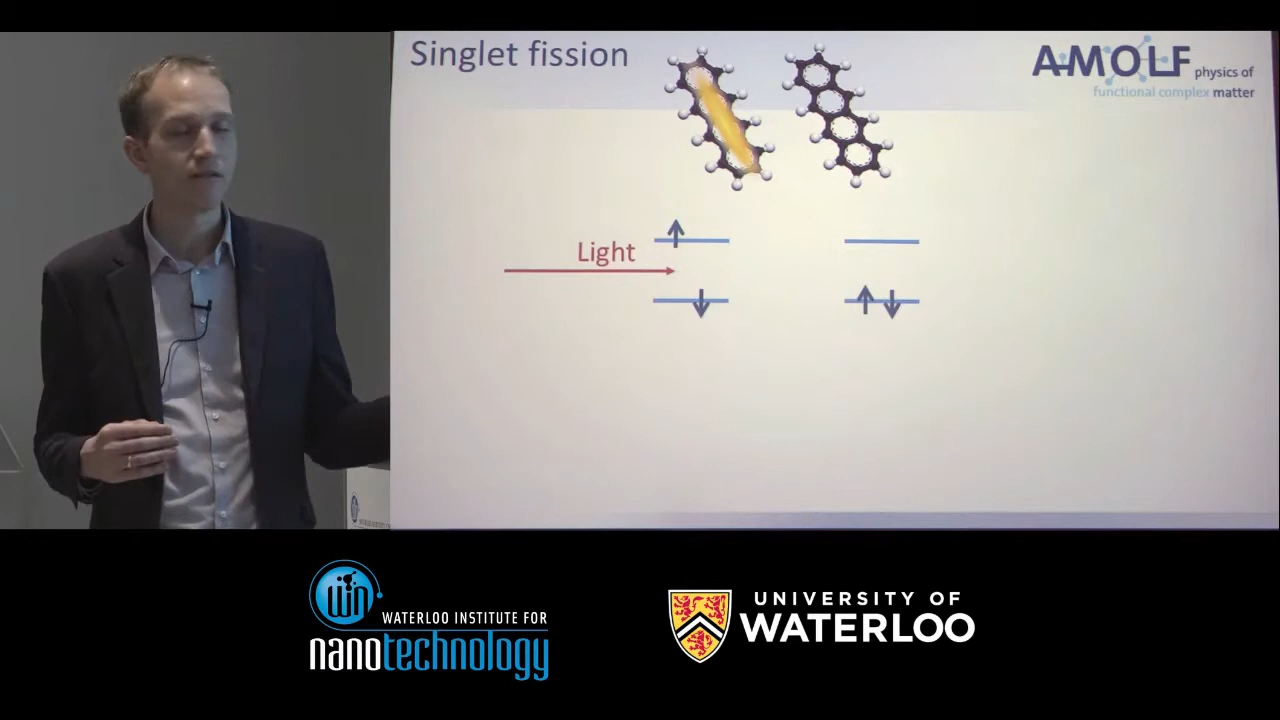 Singlet fission
AMOLF physics of
functional complex matter
Light
WATERLOO INSTITUTE FOR
nanotechnology
UNIVERSITY OF
WATERLOO